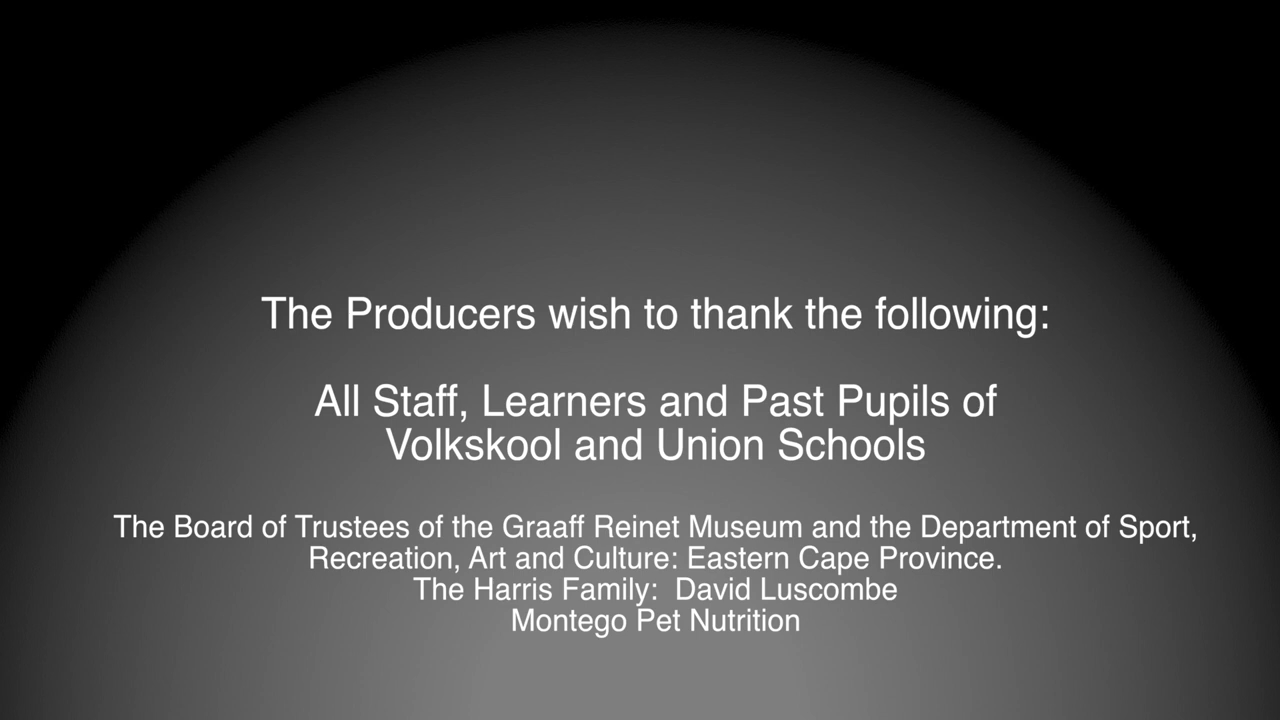 The Producers wish to thank the following:
All Staff, Learners and Past Pupils of
Volkskool and Union Schools
The Board of Trustees of the Graaff Reinet Museum and the Department of Sport,
Recreation, Art and Culture: Eastern Cape Province.
The Harris Family:  David Luscombe
Montego Pet Nutrition